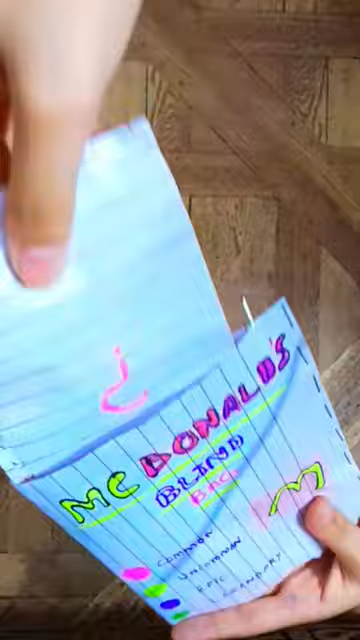 ¿
MC DONALD'S
BLIND
BAG
M
COMMON
UNCOMMON
EPIC
LEGENDARY